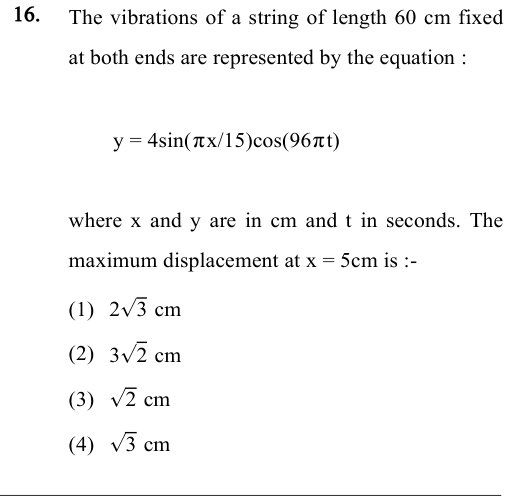 16. The vibrations of a string of length 60 cm fixed
at both ends are represented by the equation :
y = 4sin(πx/15)cos(96πt)
where x and y are in cm and t in seconds. The
maximum displacement at x = 5cm is :-
(1) 2√3 cm
(2) 3√2 cm
(3) √2 cm
(4) √3 cm